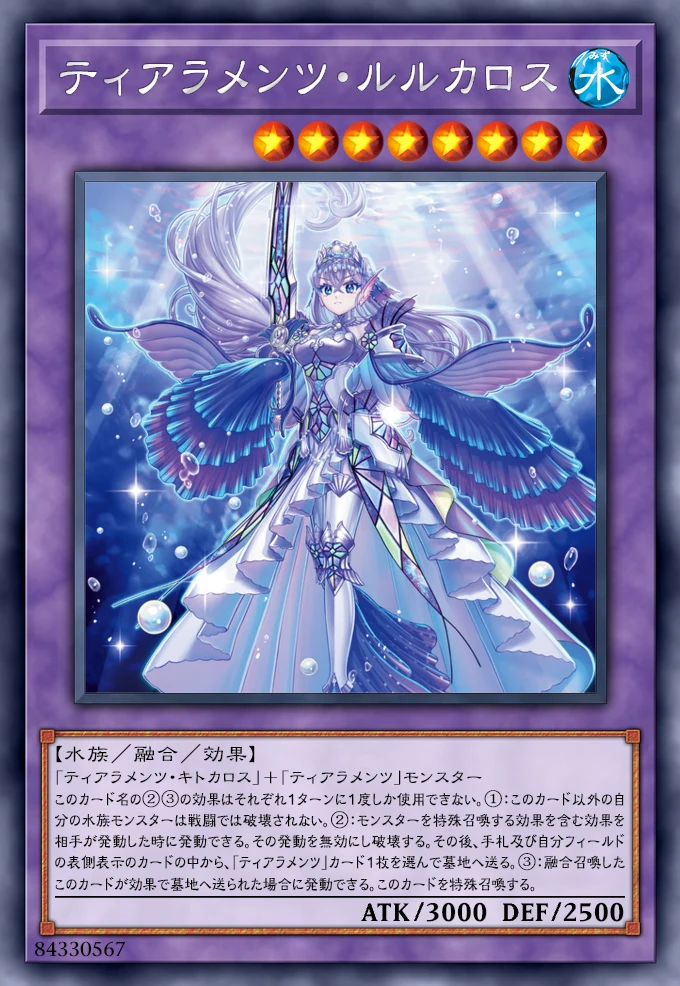 ティアラメンツ・ルルカロス
みず
水
【水族／融合／効果】
「ティアラメンツ・キトカロス」＋「ティアラメンツ」モンスター
このカード名の②③の効果はそれぞれ1ターンに1度しか使用できない。①：このカード以外の自
分の水族モンスターは戦闘では破壊されない。②：モンスターを特殊召喚する効果を含む効果を
相手が発動した時に発動できる。その発動を無効にし破壊する。その後、手札及び自分フィールド
の表側表示のカードの中から、「ティアラメンツ」カード1枚を選んで墓地へ送る。③：融合召喚した
このカードが効果で墓地へ送られた場合に発動できる。このカードを特殊召喚する。
ATK/3000 DEF/2500
84330567